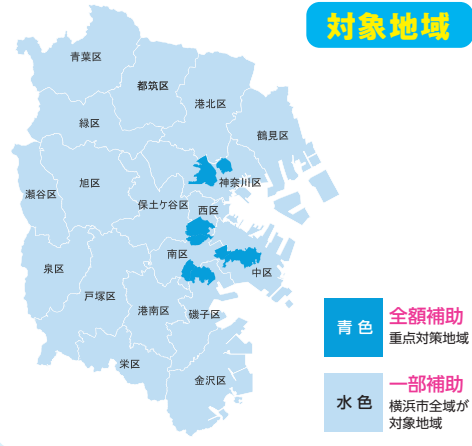 対象地域
青葉区
都筑区
港北区
緑区
鶴見区
旭区
神奈川区
瀬谷区
保土ケ谷区
西区
南区
泉区
中区
戸塚区
港南区
磯子区
栄区
金沢区
青色
全額補助
重点対策地域
水色
一部補助
横浜市全域が
対象地域